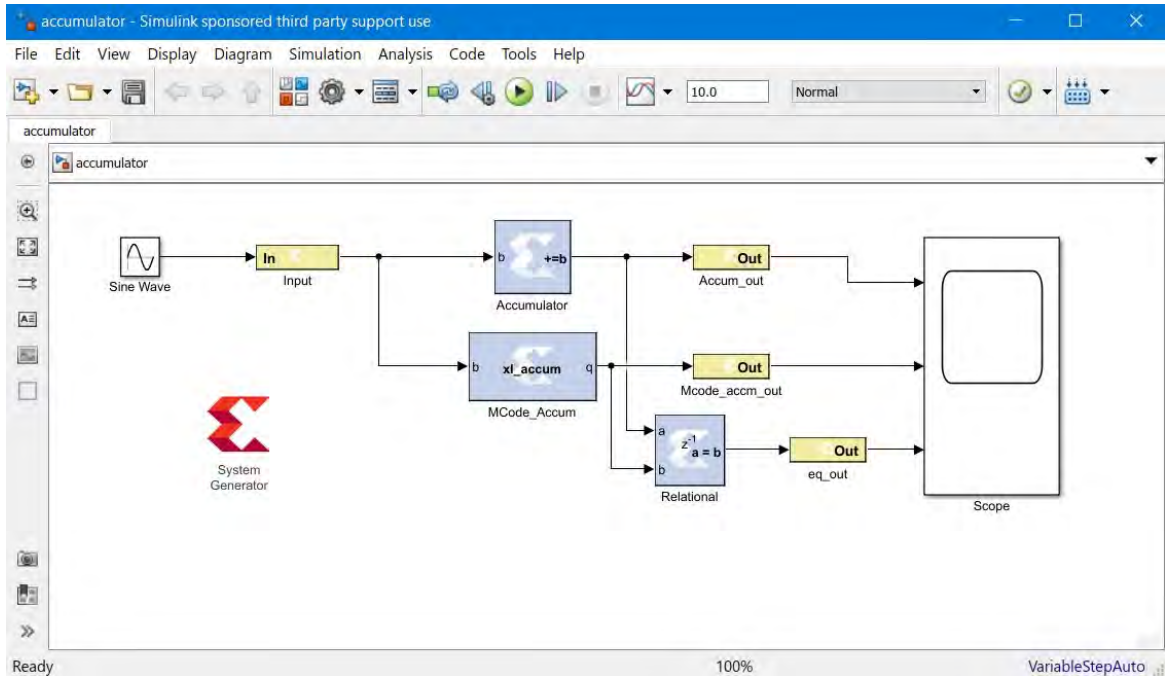 accumulator - Simulink sponsored third party support use
File Edit View Display Diagram Simulation Analysis Code Tools Help
10.0 Normal
accumulator
accumulator
Sine Wave
In
Input
b +=b
Accumulator
Out
Accum_out
b xl_accum q
MCode_Accum
Out
Mcode_accm_out
a
z-1
a = b
b
Relational
Out
eq_out
Scope
System
Generator
Ready 100% VariableStepAuto